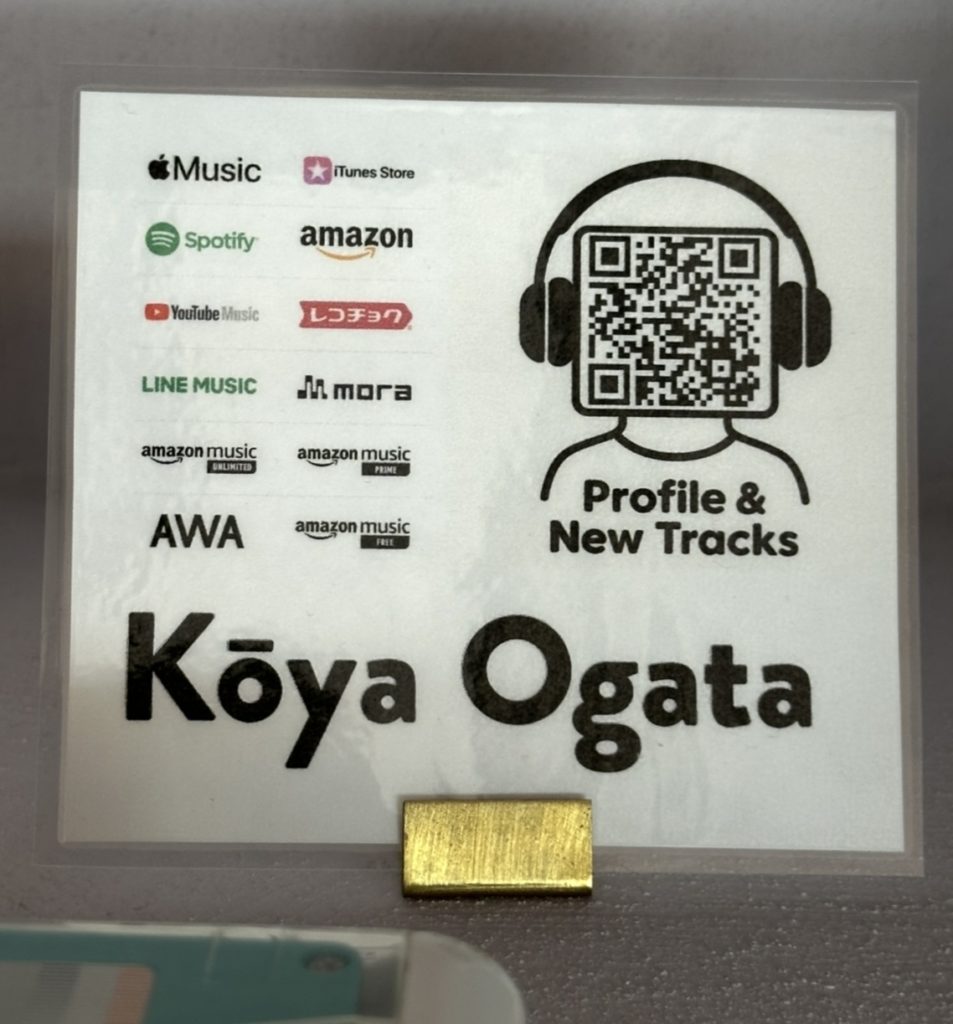 Music
iTunes Store
Spotify
amazon
YouTube Music
レコチョク
LINE MUSIC
mora
amazon music
UNLIMITED
amazon music
PRIME
AWA
amazon music
FREE
Profile &
New Tracks
Kōya Ogata